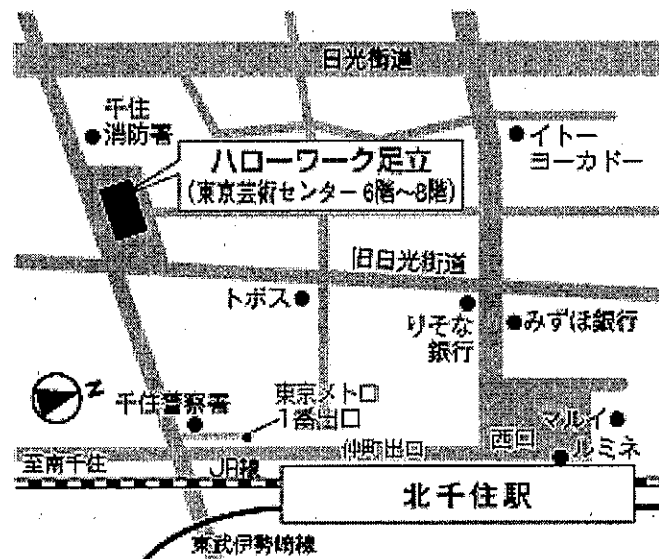 日光街道
千住
消防署
イトー
ヨーカドー
ハローワーク足立
(東京芸術センター 6階〜8階)
旧日光街道
トポス
りそな
銀行
みずほ銀行
N
千住警察署
東京メトロ
1番出口
仲町出口
西口
マルイ
ルミネ
至南千住
JR線
北千住駅
東武伊勢崎線